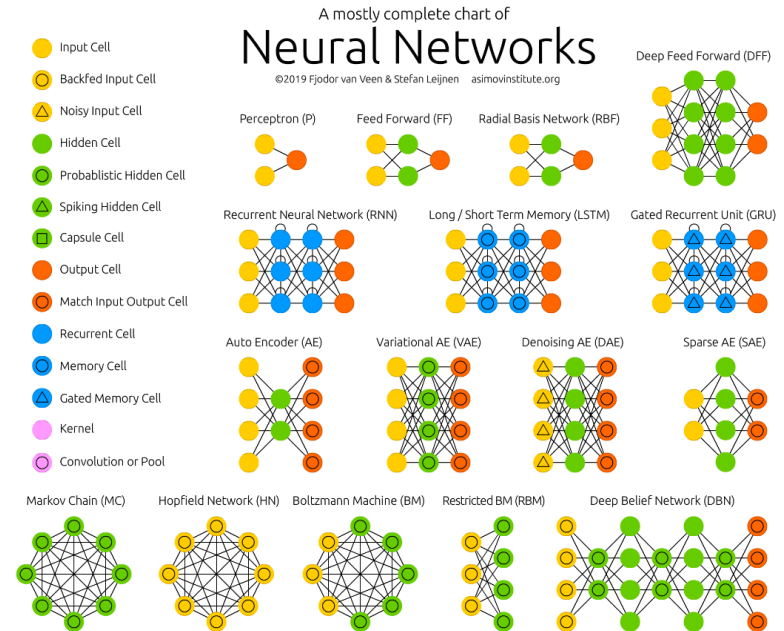 A mostly complete chart of
Neural Networks
©2019 Fjodor van Veen & Stefan Leijnen asimovinstitute.org
Input Cell
Backfed Input Cell
Noisy Input Cell
Hidden Cell
Probablistic Hidden Cell
Spiking Hidden Cell
Capsule Cell
Output Cell
Match Input Output Cell
Recurrent Cell
Memory Cell
Gated Memory Cell
Kernel
Convolution or Pool
Deep Feed Forward (DFF)
Perceptron (P) Feed Forward (FF) Radial Basis Network (RBF)
Recurrent Neural Network (RNN) Long / Short Term Memory (LSTM) Gated Recurrent Unit (GRU)
Auto Encoder (AE) Variational AE (VAE) Denoising AE (DAE) Sparse AE (SAE)
Markov Chain (MC) Hopfield Network (HN) Boltzmann Machine (BM) Restricted BM (RBM) Deep Belief Network (DBN)